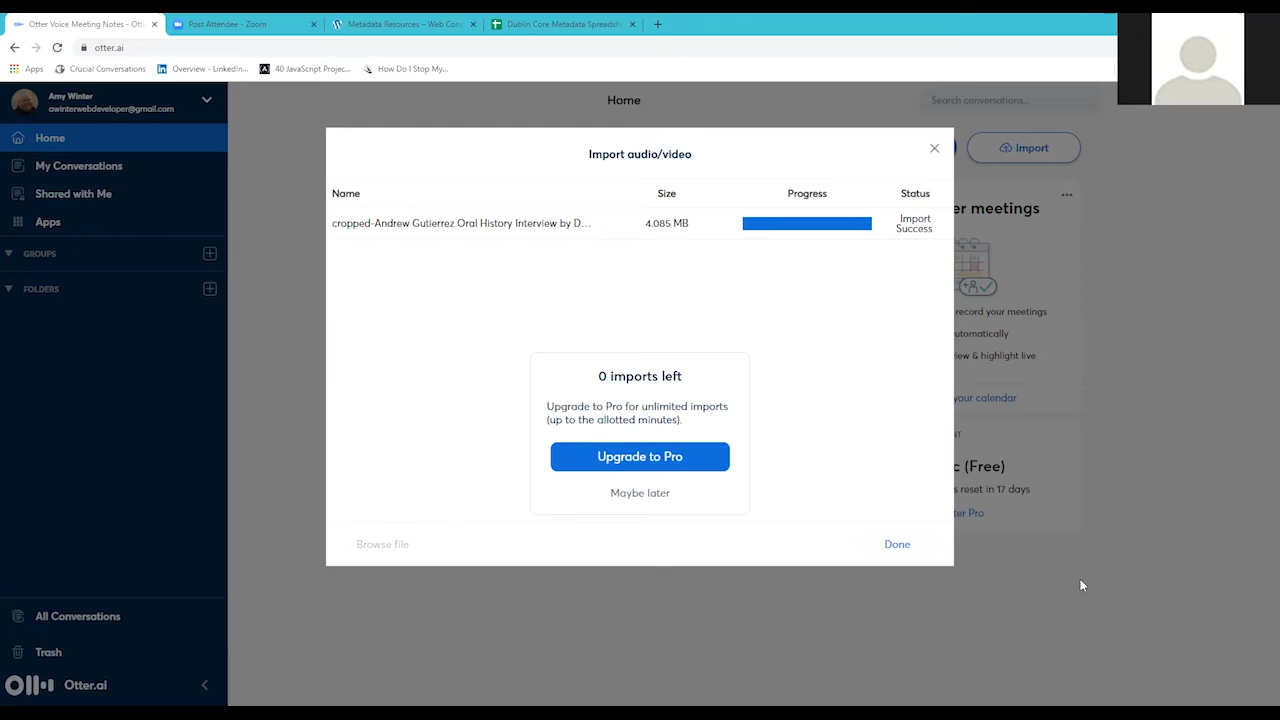 Otter Voice Meeting Notes - Ott
Post Attendee - Zoom
Metadata Resources – Web Con
Dublin Core Metadata Spreadsh
otter.ai
Apps
Crucial Conversations
Overview - LinkedIn...
40 JavaScript Projec...
How Do I Stop My...
Amy Winter
awinterwebdeveloper@gmail.com
Home
My Conversations
Shared with Me
Apps
GROUPS
FOLDERS
All Conversations
Trash
Otter.ai
Home
Search conversations...
Import
Import audio/video
Name Size Progress Status
cropped-Andrew Gutierrez Oral History Interview by D... 4.085 MB Import
Success
0 imports left
Upgrade to Pro for unlimited imports
(up to the allotted minutes).
Upgrade to Pro
Maybe later
Browse file
Done
er meetings
record your meetings
utomatically
view & highlight live
your calendar
NT
c (Free)
s reset in 17 days
ter Pro